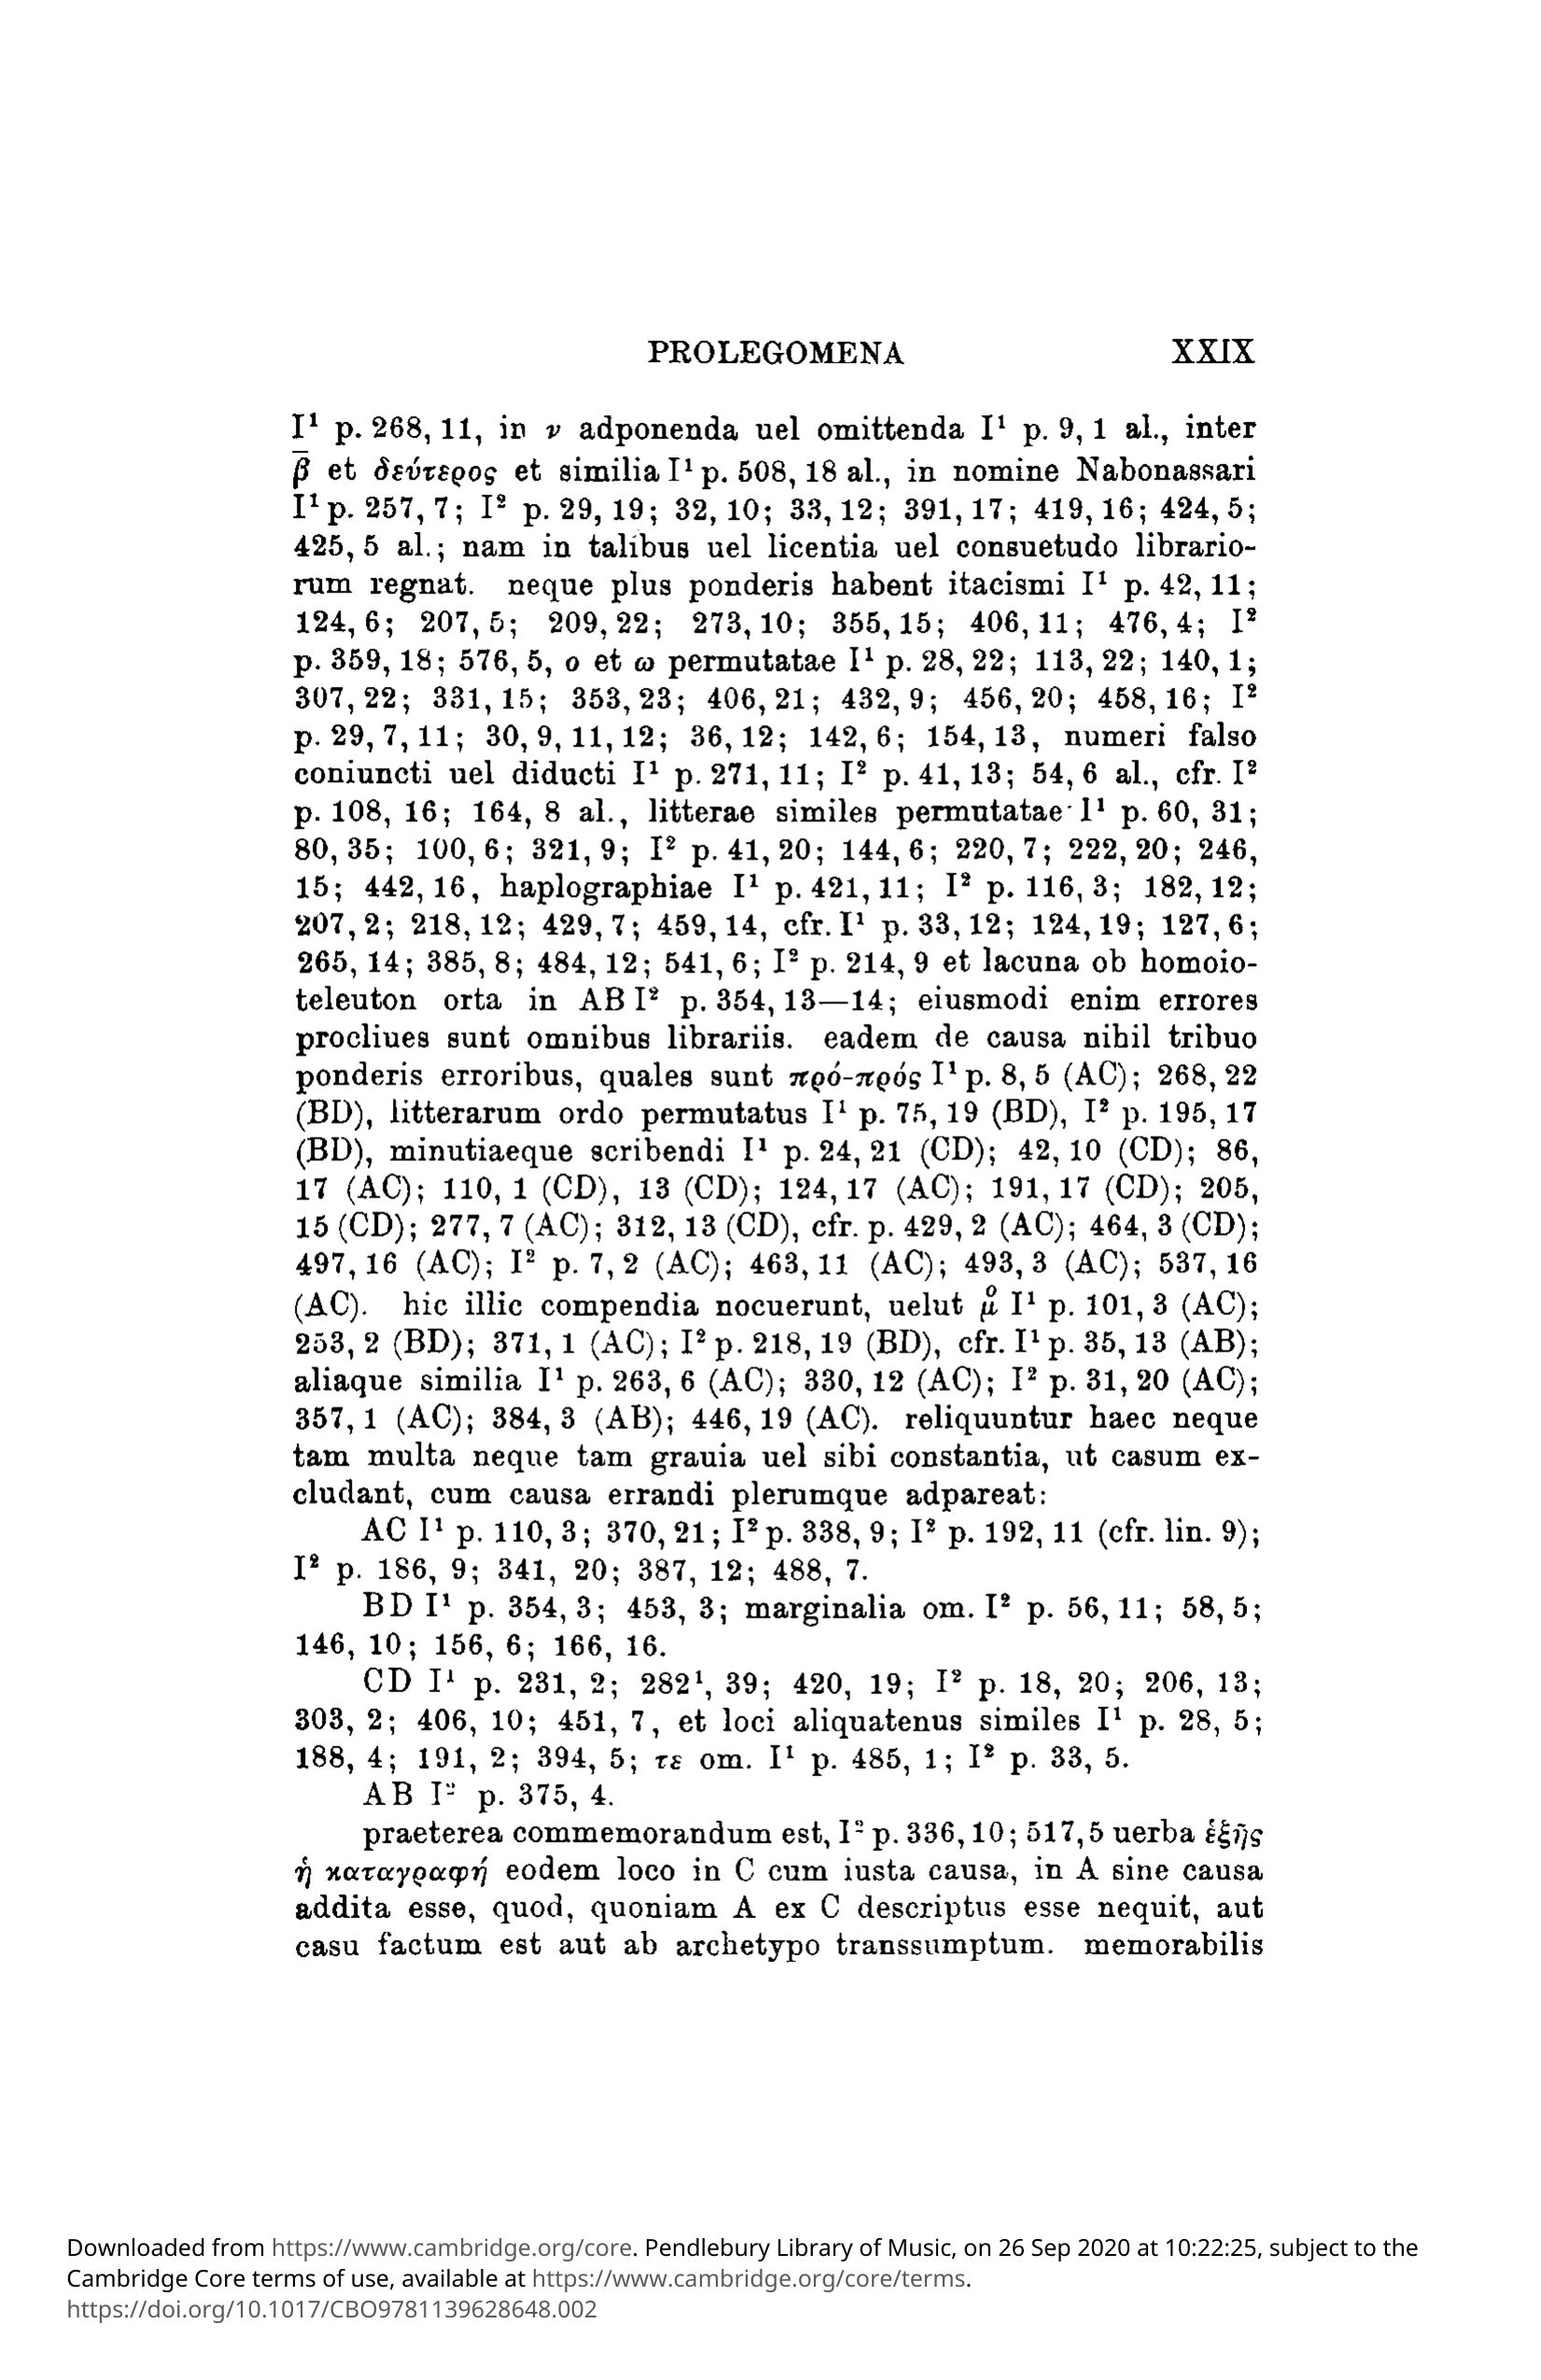 PROLEGOMENA XXIX
I¹ p. 268, 11, in ν adponenda uel omittenda I¹ p. 9, 1 al., inter
β̅ et δεύτερος et similia I¹ p. 508, 18 al., in nomine Nabonassari
I¹ p. 257, 7; I² p. 29, 19; 32, 10; 33, 12; 391, 17; 419, 16; 424, 5;
425, 5 al.; nam in talibus uel licentia uel consuetudo librario-
rum regnat. neque plus ponderis habent itacismi I¹ p. 42, 11;
124, 6; 207, 5; 209, 22; 273, 10; 355, 15; 406, 11; 476, 4; I²
p. 359, 18; 576, 5, ο et ω permutatae I¹ p. 28, 22; 113, 22; 140, 1;
307, 22; 331, 15; 353, 23; 406, 21; 432, 9; 456, 20; 458, 16; I²
p. 29, 7, 11; 30, 9, 11, 12; 36, 12; 142, 6; 154, 13, numeri falso
coniuncti uel diducti I¹ p. 271, 11; I² p. 41, 13; 54, 6 al., cfr. I²
p. 108, 16; 164, 8 al., litterae similes permutatae I¹ p. 60, 31;
80, 35; 100, 6; 321, 9; I² p. 41, 20; 144, 6; 220, 7; 222, 20; 246,
15; 442, 16, haplographiae I¹ p. 421, 11; I² p. 116, 3; 182, 12;
207, 2; 218, 12; 429, 7; 459, 14, cfr. I¹ p. 33, 12; 124, 19; 127, 6;
265, 14; 385, 8; 484, 12; 541, 6; I² p. 214, 9 et lacuna ob homoio-
teleuton orta in AB I² p. 354, 13—14; eiusmodi enim errores
procliues sunt omnibus librariis. eadem de causa nihil tribuo
ponderis erroribus, quales sunt πρό-πρός I¹ p. 8, 5 (AC); 268, 22
(BD), litterarum ordo permutatus I¹ p. 75, 19 (BD), I² p. 195, 17
(BD), minutiaeque scribendi I¹ p. 24, 21 (CD); 42, 10 (CD); 86,
17 (AC); 110, 1 (CD), 13 (CD); 124, 17 (AC); 191, 17 (CD); 205,
15 (CD); 277, 7 (AC); 312, 13 (CD), cfr. p. 429, 2 (AC); 464, 3 (CD);
497, 16 (AC); I² p. 7, 2 (AC); 463, 11 (AC); 493, 3 (AC); 537, 16
(AC). hic illic compendia nocuerunt, uelut μ̊ I¹ p. 101, 3 (AC);
253, 2 (BD); 371, 1 (AC); I² p. 218, 19 (BD), cfr. I¹ p. 35, 13 (AB);
aliaque similia I¹ p. 263, 6 (AC); 330, 12 (AC); I² p. 31, 20 (AC);
357, 1 (AC); 384, 3 (AB); 446, 19 (AC). reliquuntur haec neque
tam multa neque tam grauia uel sibi constantia, ut casum ex-
cludant, cum causa errandi plerumque adpareat:
AC I¹ p. 110, 3; 370, 21; I² p. 338, 9; I² p. 192, 11 (cfr. lin. 9);
I² p. 186, 9; 341, 20; 387, 12; 488, 7.
BD I¹ p. 354, 3; 453, 3; marginalia om. I² p. 56, 11; 58, 5;
146, 10; 156, 6; 166, 16.
CD I¹ p. 231, 2; 282¹, 39; 420, 19; I² p. 18, 20; 206, 13;
303, 2; 406, 10; 451, 7, et loci aliquatenus similes I¹ p. 28, 5;
188, 4; 191, 2; 394, 5; τε om. I¹ p. 485, 1; I² p. 33, 5.
AB I² p. 375, 4.
praeterea commemorandum est, I² p. 336, 10; 517, 5 uerba ἑξῆς
ἡ καταγραφή eodem loco in C cum iusta causa, in A sine causa
addita esse, quod, quoniam A ex C descriptus esse nequit, aut
casu factum est aut ab archetypo transsumptum. memorabilis
Downloaded from https://www.cambridge.org/core. Pendlebury Library of Music, on 26 Sep 2020 at 10:22:25, subject to the
Cambridge Core terms of use, available at https://www.cambridge.org/core/terms.
https://doi.org/10.1017/CBO9781139628648.002